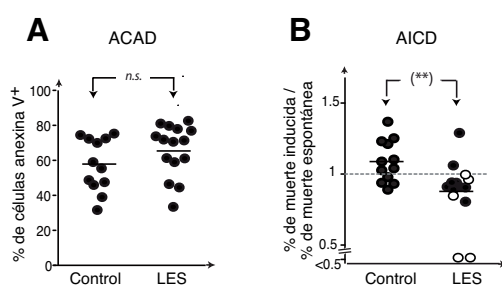 A
ACAD
n.s.
% de células anexina V+
100
80
60
40
20
0
Control
LES
B
AICD
(**)
% de muerte inducida /
% de muerte espontánea
1.5
1
0.5
<0.5
Control
LES